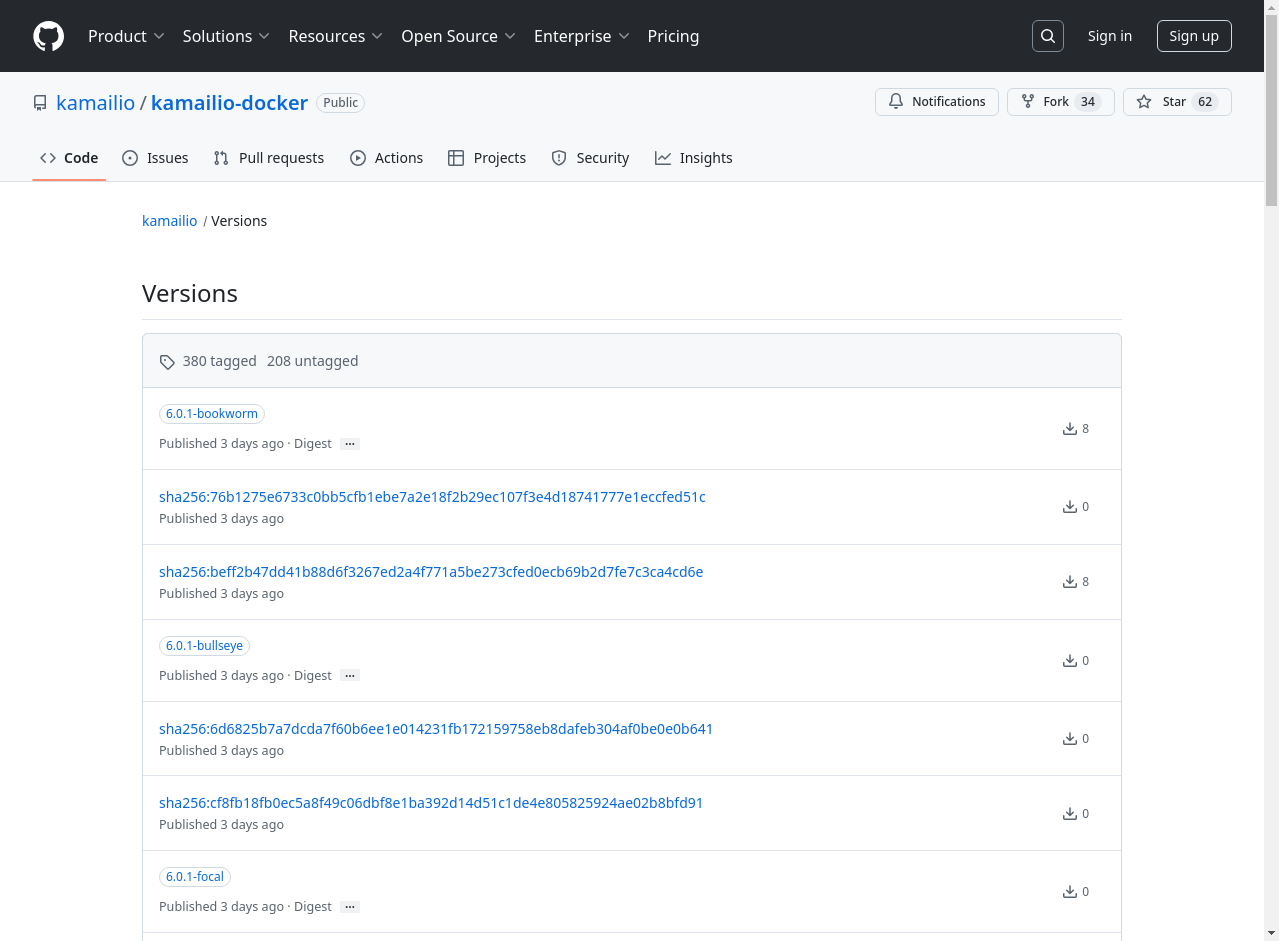 Product Solutions Resources Open Source Enterprise Pricing Sign in Sign up
kamailio / kamailio-docker Public Notifications Fork 34 Star 62
Code Issues Pull requests Actions Projects Security Insights
kamailio / Versions
Versions
380 tagged 208 untagged
6.0.1-bookworm
Published 3 days ago · Digest ...
8
sha256:76b1275e6733c0bb5cfb1ebe7a2e18f2b29ec107f3e4d18741777e1eccfed51c
Published 3 days ago
0
sha256:beff2b47dd41b88d6f3267ed2a4f771a5be273cfed0ecb69b2d7fe7c3ca4cd6e
Published 3 days ago
8
6.0.1-bullseye
Published 3 days ago · Digest ...
0
sha256:6d6825b7a7dcda7f60b6ee1e014231fb172159758eb8dafeb304af0be0e0b641
Published 3 days ago
0
sha256:cf8fb18fb0ec5a8f49c06dbf8e1ba392d14d51c1de4e805825924ae02b8bfd91
Published 3 days ago
0
6.0.1-focal
Published 3 days ago · Digest ...
0